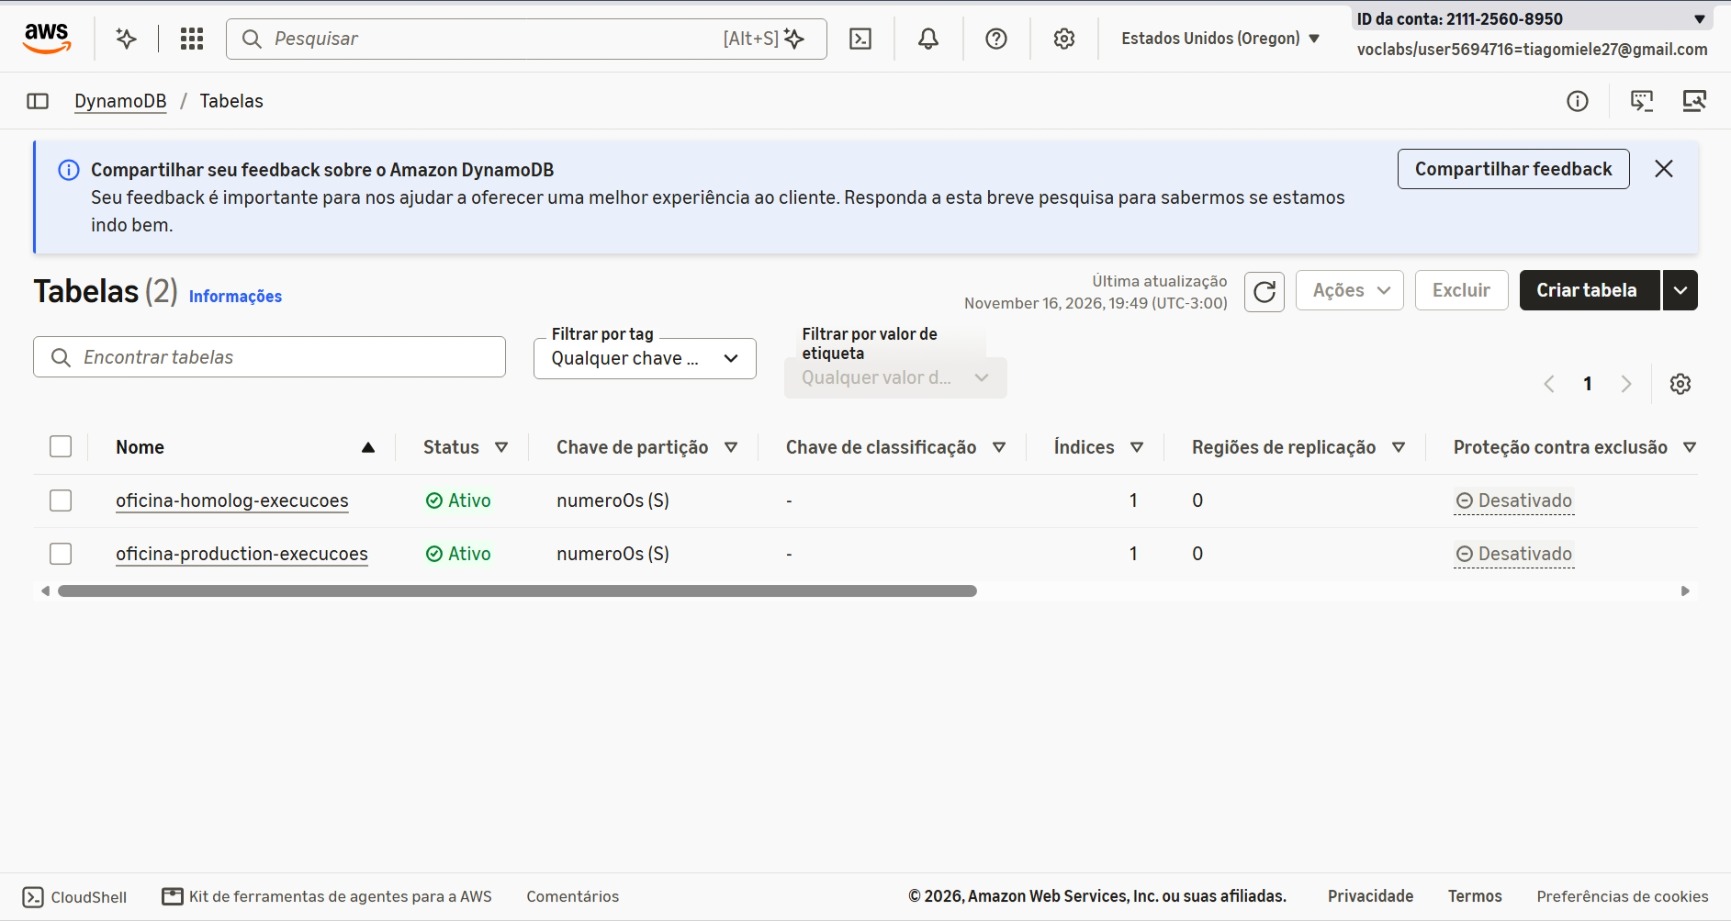 aws
Pesquisar
[Alt+S]
Estados Unidos (Oregon)
ID da conta: 2111-2560-8950
voclabs/user5694716=tiagomiele27@gmail.com
DynamoDB / Tabelas
Compartilhar seu feedback sobre o Amazon DynamoDB
Seu feedback é importante para nos ajudar a oferecer uma melhor experiência ao cliente. Responda a esta breve pesquisa para sabermos se estamos
indo bem.
Compartilhar feedback
Tabelas (2) Informações
Última atualização
November 16, 2026, 19:49 (UTC-3:00)
Ações
Excluir
Criar tabela
Encontrar tabelas
Filtrar por tag
Qualquer chave ...
Filtrar por valor de
etiqueta
Qualquer valor d...
1
Nome Status Chave de partição Chave de classificação Índices Regiões de replicação Proteção contra exclusão
oficina-homolog-execucoes Ativo numeroOs (S) - 1 0 Desativado
oficina-production-execucoes Ativo numeroOs (S) - 1 0 Desativado
CloudShell Kit de ferramentas de agentes para a AWS Comentários © 2026, Amazon Web Services, Inc. ou suas afiliadas. Privacidade Termos Preferências de cookies